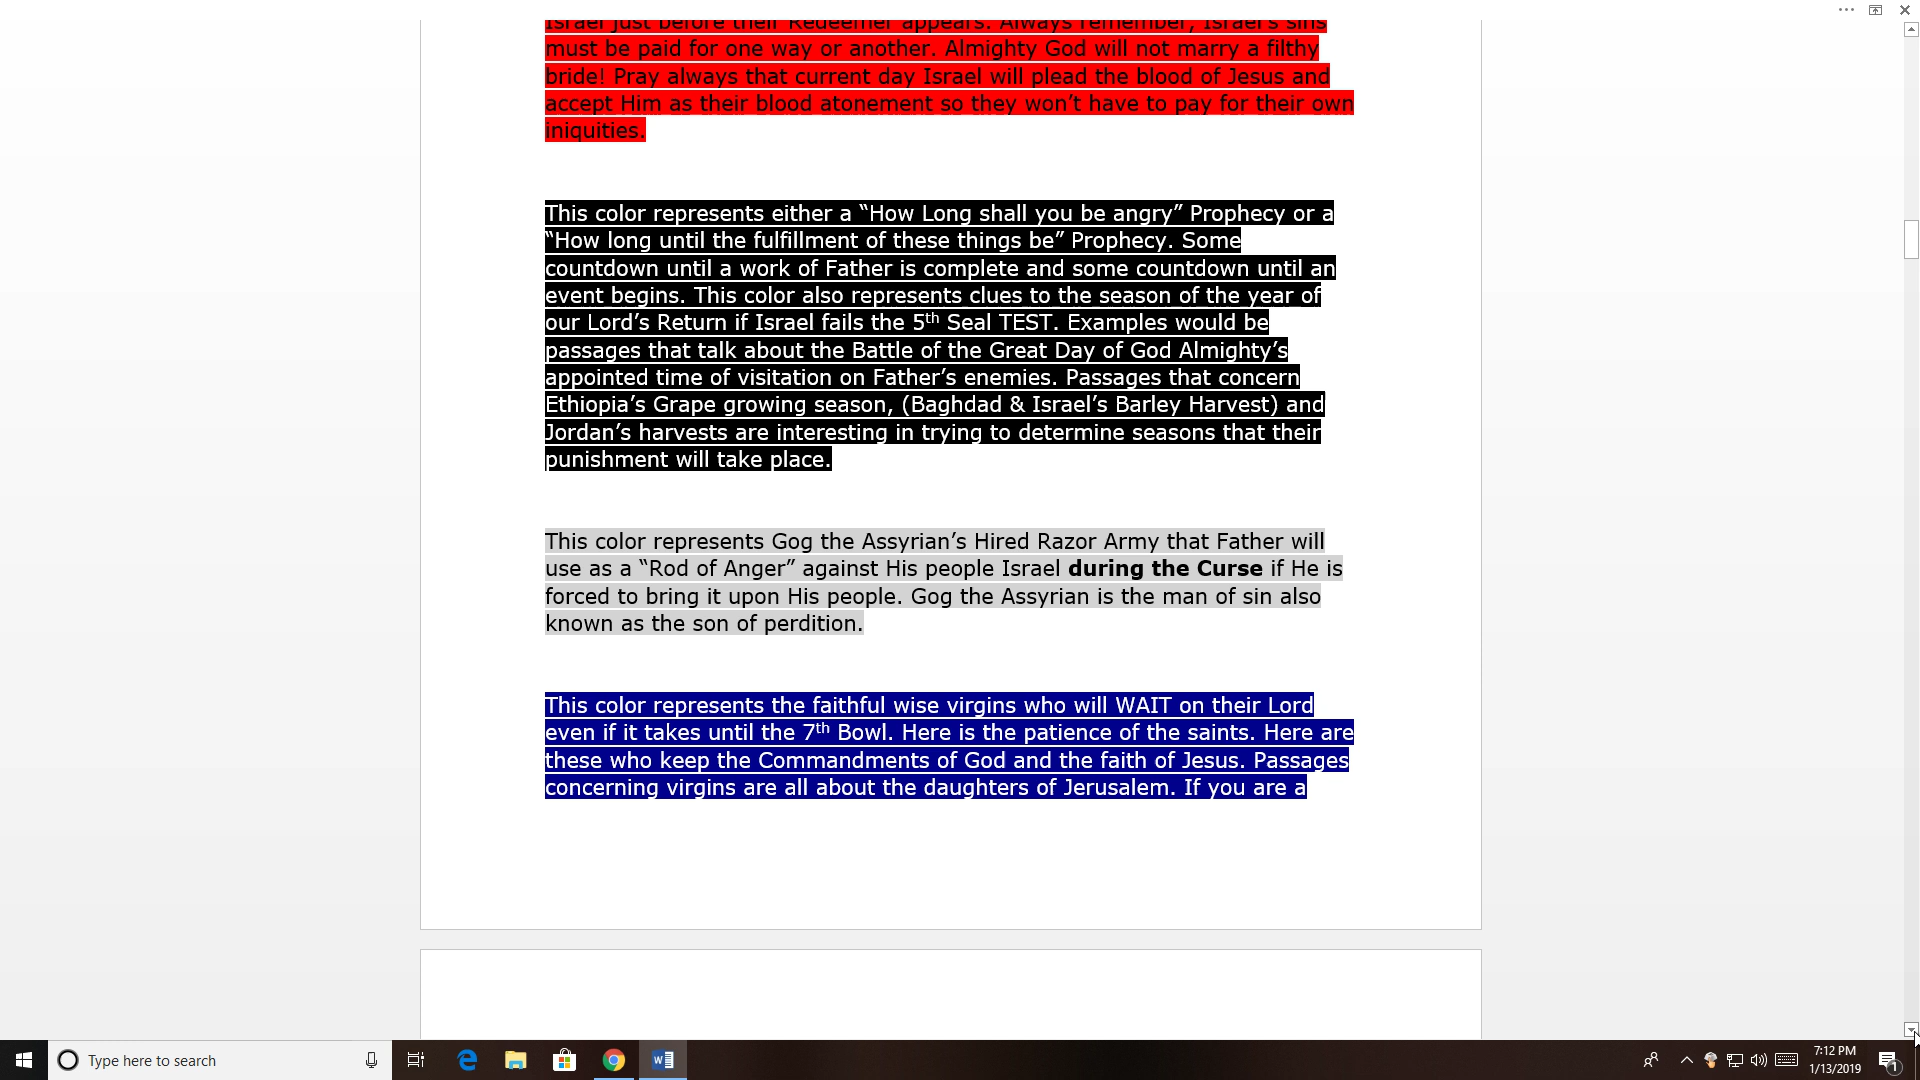 Israel just before their Redeemer appears. Always remember, Israel's sins
must be paid for one way or another. Almighty God will not marry a filthy
bride! Pray always that current day Israel will plead the blood of Jesus and
accept Him as their blood atonement so they won't have to pay for their own
iniquities.
This color represents either a “How Long shall you be angry” Prophecy or a
“How long until the fulfillment of these things be” Prophecy. Some
countdown until a work of Father is complete and some countdown until an
event begins. This color also represents clues to the season of the year of
our Lord’s Return if Israel fails the 5th Seal TEST. Examples would be
passages that talk about the Battle of the Great Day of God Almighty’s
appointed time of visitation on Father’s enemies. Passages that concern
Ethiopia’s Grape growing season, (Baghdad & Israel’s Barley Harvest) and
Jordan’s harvests are interesting in trying to determine seasons that their
punishment will take place.
This color represents Gog the Assyrian’s Hired Razor Army that Father will
use as a “Rod of Anger” against His people Israel during the Curse if He is
forced to bring it upon His people. Gog the Assyrian is the man of sin also
known as the son of perdition.
This color represents the faithful wise virgins who will WAIT on their Lord
even if it takes until the 7th Bowl. Here is the patience of the saints. Here are
these who keep the Commandments of God and the faith of Jesus. Passages
concerning virgins are all about the daughters of Jerusalem. If you are a
Type here to search
7:12 PM
1/13/2019
1